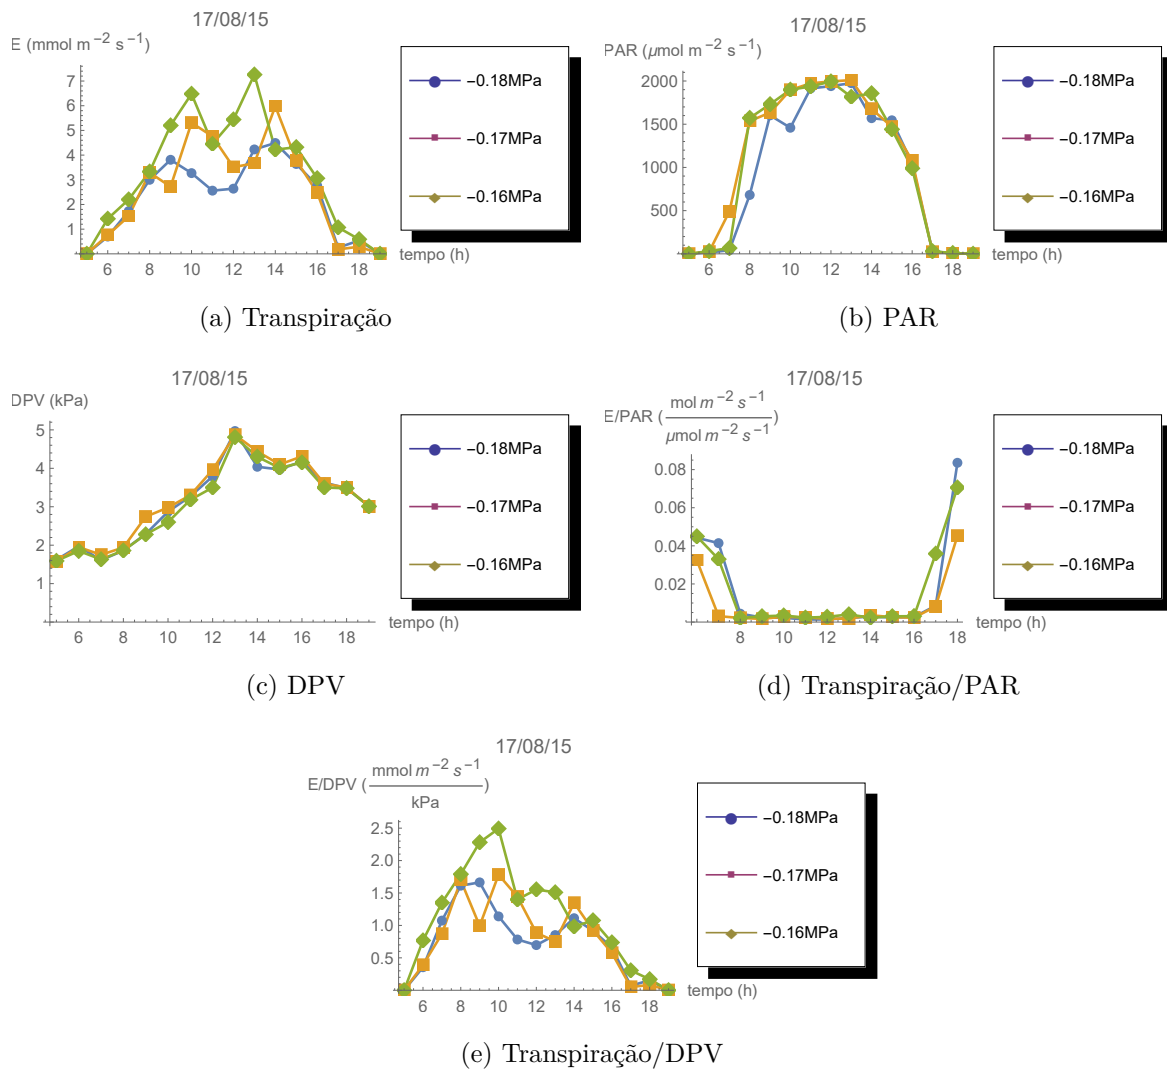 17/08/15
E (mmol m⁻² s⁻¹)
7
6
5
4
3
2
1
6 8 10 12 14 16 18
tempo (h)
−0.18MPa
−0.17MPa
−0.16MPa
(a) Transpiração
17/08/15
PAR (μmol m⁻² s⁻¹)
2000
1500
1000
500
6 8 10 12 14 16 18
tempo (h)
−0.18MPa
−0.17MPa
−0.16MPa
(b) PAR
17/08/15
DPV (kPa)
5
4
3
2
1
6 8 10 12 14 16 18
tempo (h)
−0.18MPa
−0.17MPa
−0.16MPa
(c) DPV
17/08/15
E/PAR (mol m⁻² s⁻¹ / μmol m⁻² s⁻¹)
0.08
0.06
0.04
0.02
8 10 12 14 16 18
tempo (h)
−0.18MPa
−0.17MPa
−0.16MPa
(d) Transpiração/PAR
17/08/15
E/DPV (mmol m⁻² s⁻¹ / kPa)
2.5
2.0
1.5
1.0
0.5
6 8 10 12 14 16 18
tempo (h)
−0.18MPa
−0.17MPa
−0.16MPa
(e) Transpiração/DPV